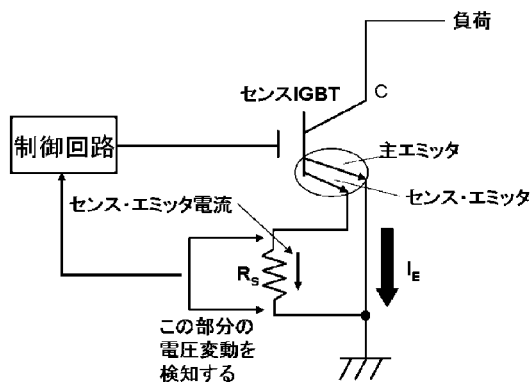 負荷
センスIGBT
C
制御回路
主エミッタ
センス・エミッタ
センス・エミッタ電流
Rs
IE
この部分の
電圧変動を
検知する